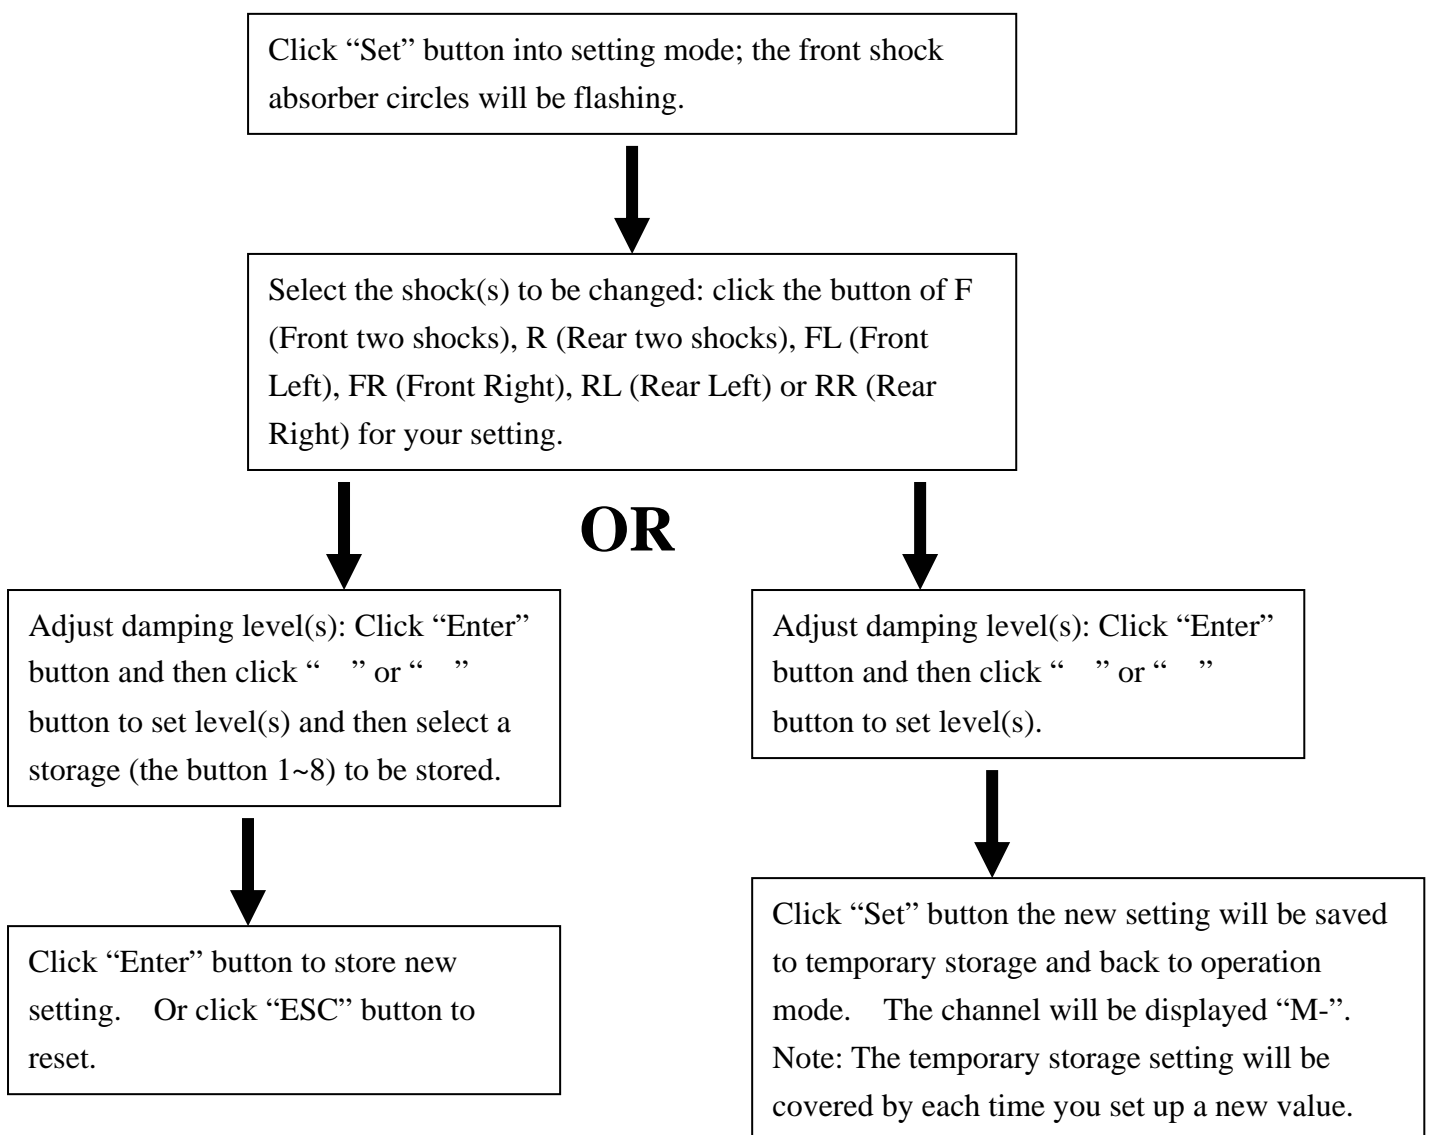 Click “Set” button into setting mode; the front shock
absorber circles will be flashing.
Select the shock(s) to be changed: click the button of F
(Front two shocks), R (Rear two shocks), FL (Front
Left), FR (Front Right), RL (Rear Left) or RR (Rear
Right) for your setting.
OR
Adjust damping level(s): Click “Enter”
button and then click “  ” or “  ”
button to set level(s) and then select a
storage (the button 1~8) to be stored.
Click “Enter” button to store new
setting.  Or click “ESC” button to
reset.
Adjust damping level(s): Click “Enter”
button and then click “  ” or “  ”
button to set level(s).
Click “Set” button the new setting will be saved
to temporary storage and back to operation
mode.  The channel will be displayed “M-”.
Note: The temporary storage setting will be
covered by each time you set up a new value.